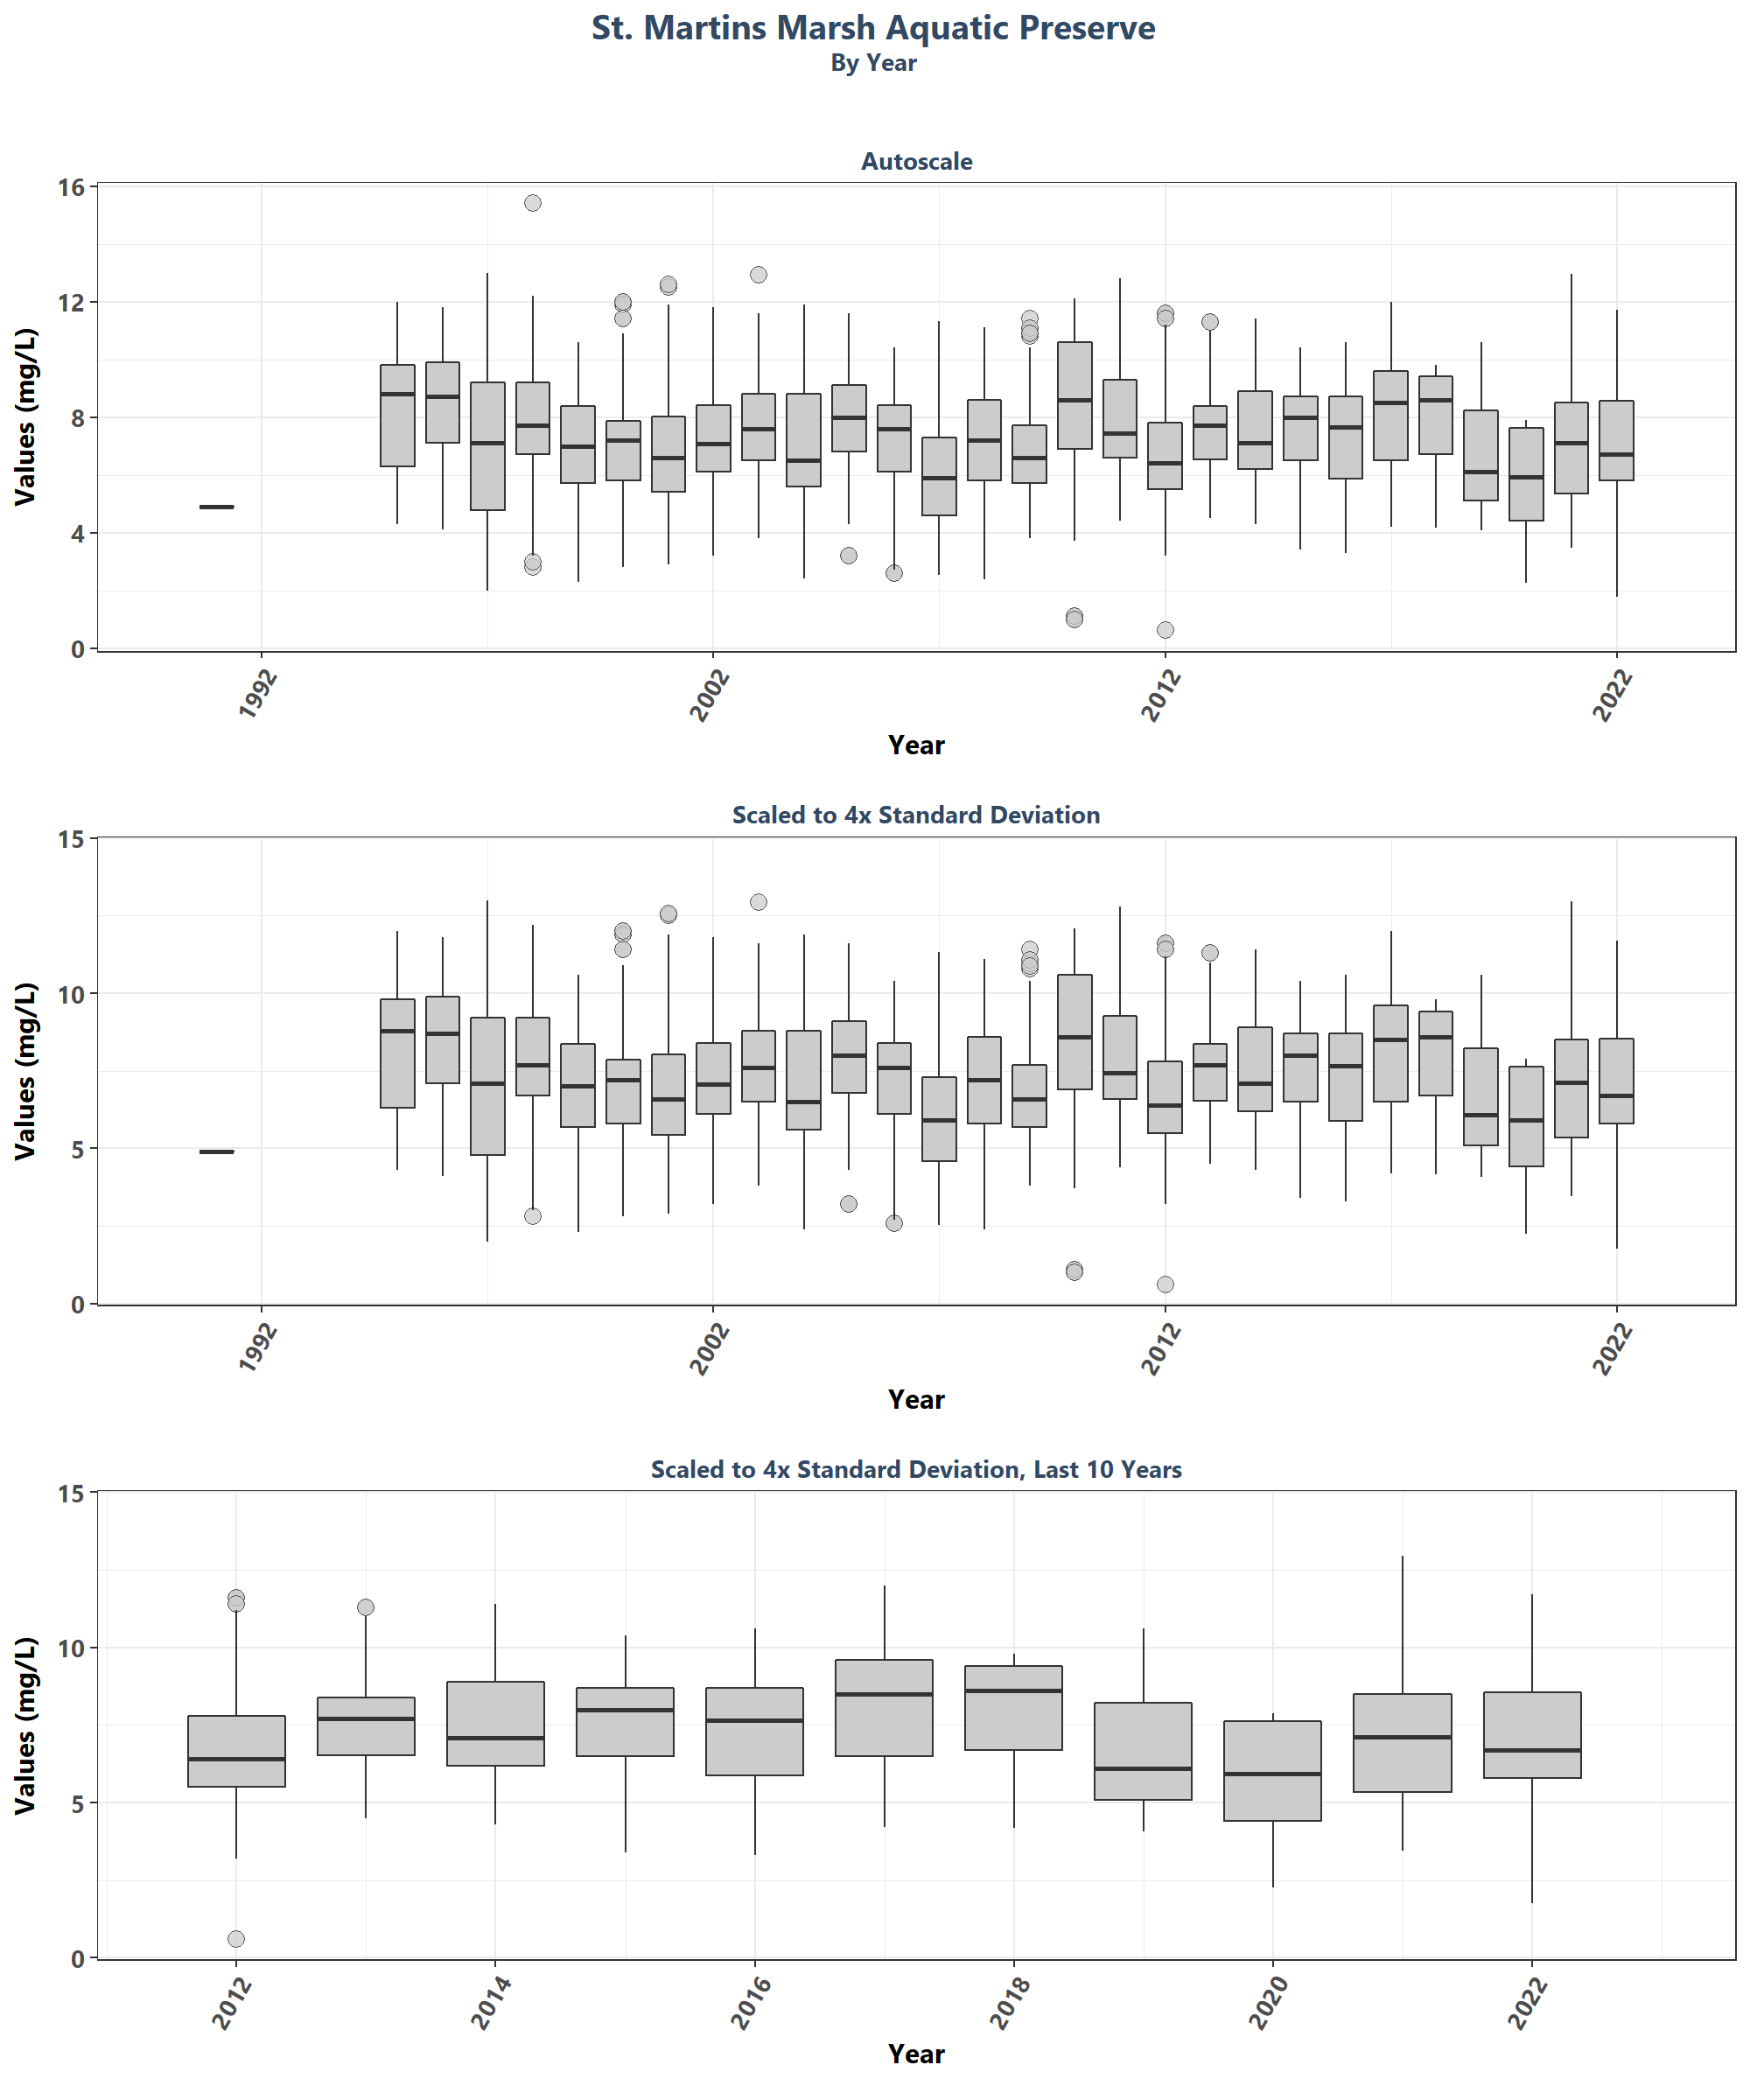 St. Martins Marsh Aquatic Preserve
By Year
Autoscale
Values (mg/L)
16
12
8
4
0
1992
2002
2012
2022
Year
Scaled to 4x Standard Deviation
Values (mg/L)
15
10
5
0
1992
2002
2012
2022
Year
Scaled to 4x Standard Deviation, Last 10 Years
Values (mg/L)
15
10
5
0
2012
2014
2016
2018
2020
2022
Year